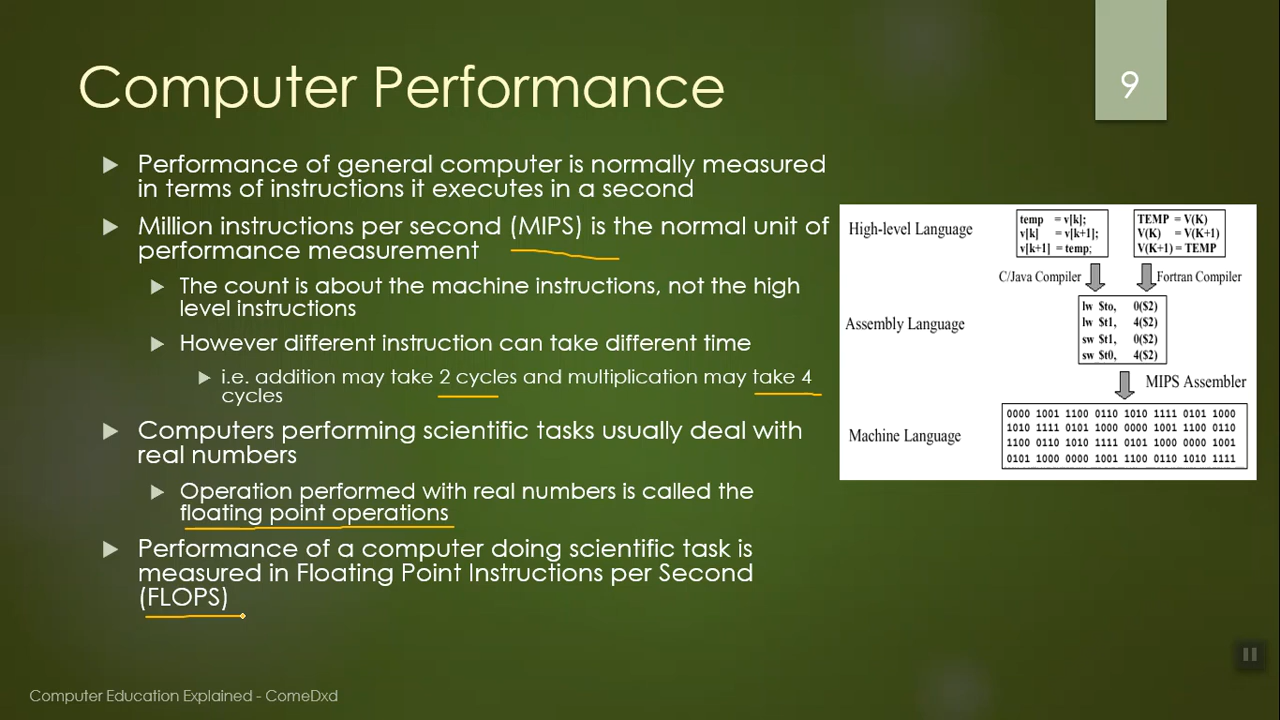 Computer Performance
9
Performance of general computer is normally measured
in terms of instructions it executes in a second
Million instructions per second (MIPS) is the normal unit of
performance measurement
The count is about the machine instructions, not the high
level instructions
However different instruction can take different time
i.e. addition may take 2 cycles and multiplication may take 4
cycles
Computers performing scientific tasks usually deal with
real numbers
Operation performed with real numbers is called the
floating point operations
Performance of a computer doing scientific task is
measured in Floating Point Instructions per Second
(FLOPS)
High-level Language
temp = v[k];
v[k] = v[k+1];
v[k+1] = temp;
TEMP = V(K)
V(K) = V(K+1)
V(K+1) = TEMP
C/Java Compiler
Fortran Compiler
Assembly Language
lw $to, 0($2)
lw $t1, 4($2)
sw $t1, 0($2)
sw $t0, 4($2)
MIPS Assembler
Machine Language
0000 1001 1100 0110 1010 1111 0101 1000
1010 1111 0101 1000 0000 1001 1100 0110
1100 0110 1010 1111 0101 1000 0000 1001
0101 1000 0000 1001 1100 0110 1010 1111
Computer Education Explained - ComeDxd